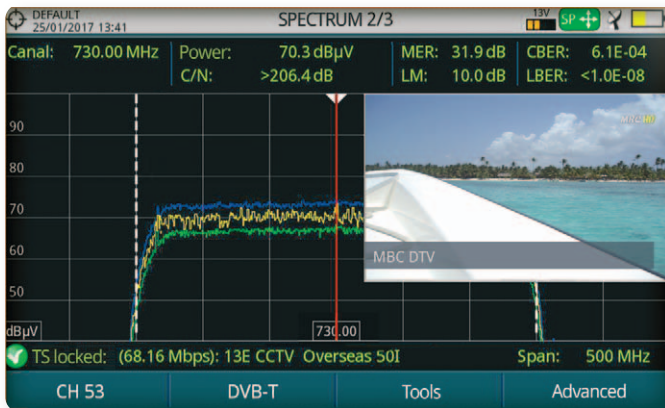 DEFAULT
25/01/2017 13:41
SPECTRUM 2/3
13V
SP
Canal: 730.00 MHz
Power: 70.3 dBµV
MER: 31.9 dB
CBER: 6.1E-04
C/N: >206.4 dB
LM: 10.0 dB
LBER: <1.0E-08
90
80
70
60
50
dBµV
730.00
MBC DTV
TS locked: (68.16 Mbps): 13E CCTV Overseas 50I
Span: 500 MHz
CH 53
DVB-T
Tools
Advanced